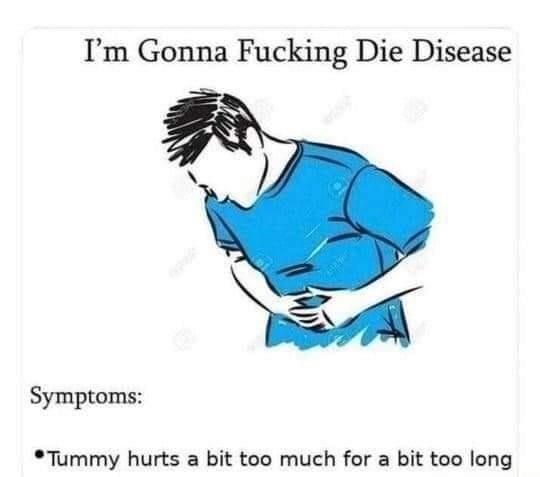 I'm Gonna Fucking Die Disease
Symptoms:
•Tummy hurts a bit too much for a bit too long